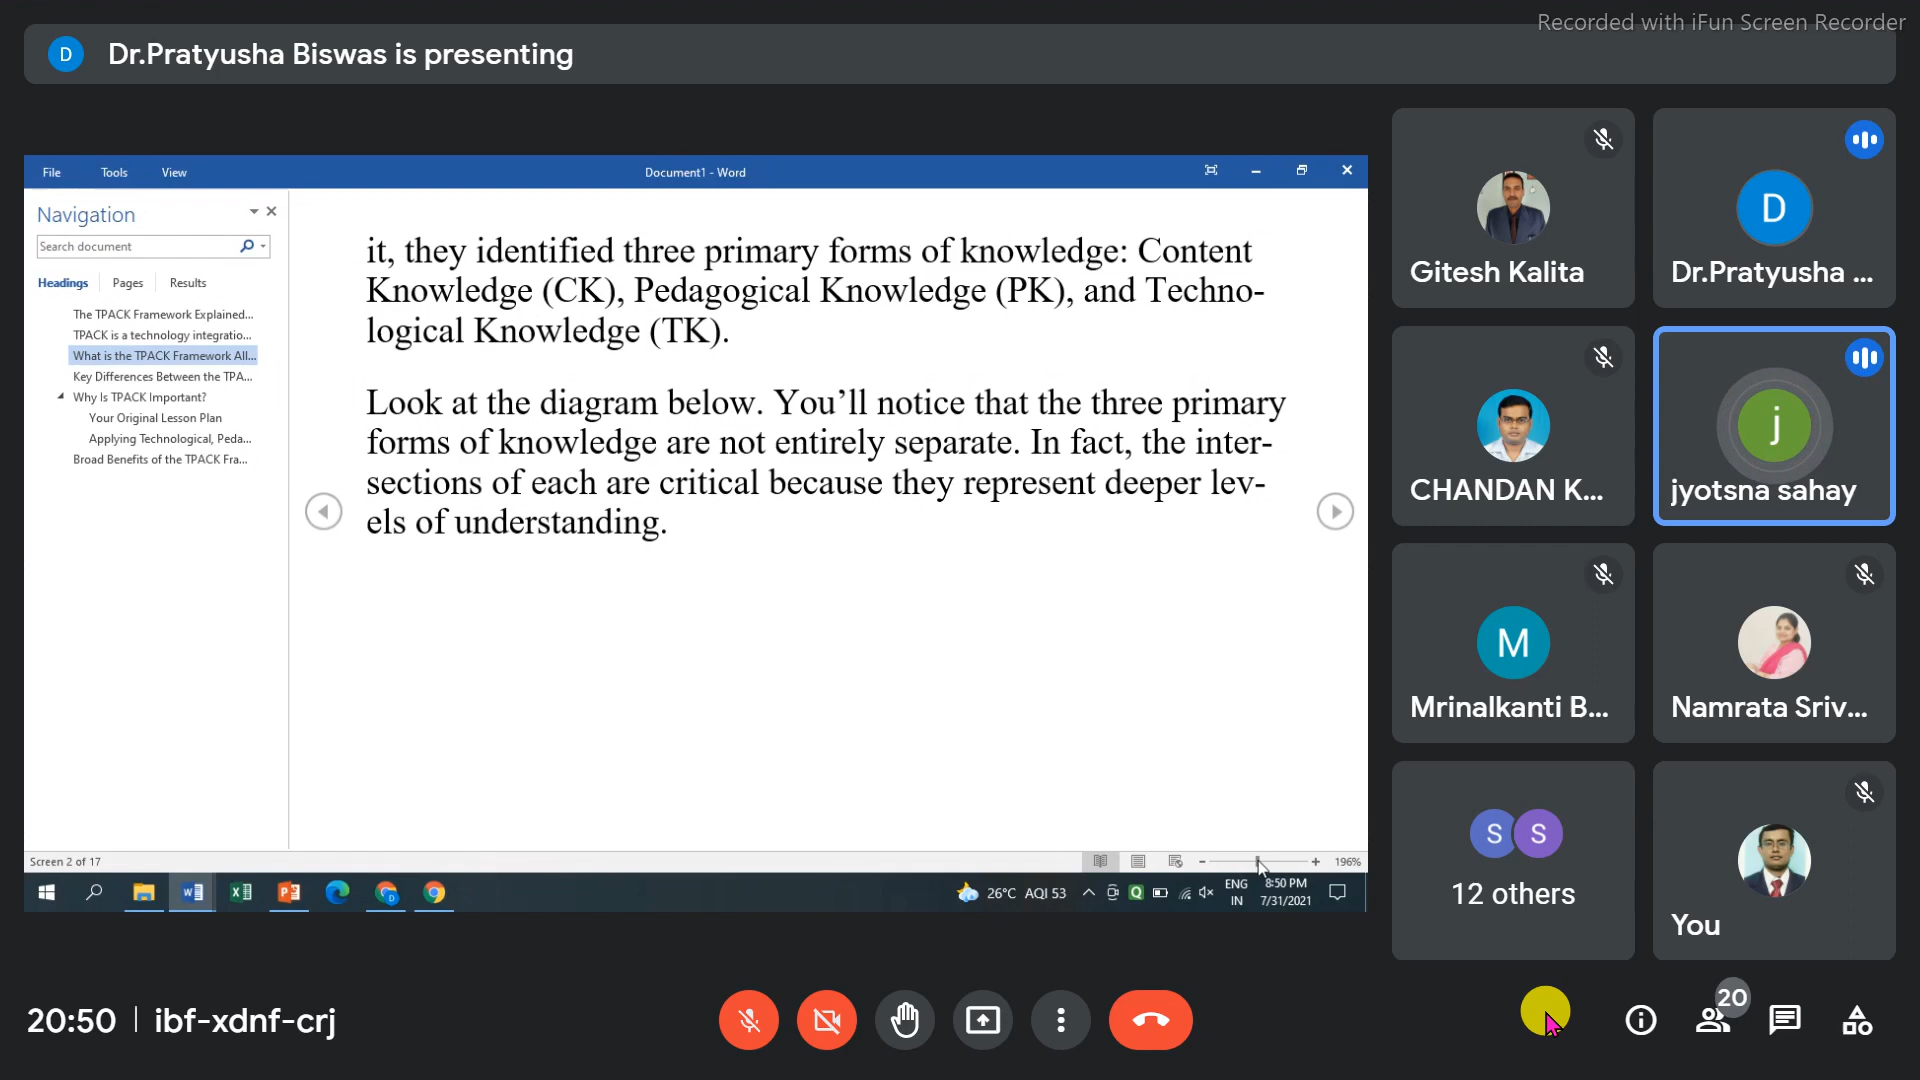 Recorded with iFun Screen Recorder
D Dr.Pratyusha Biswas is presenting
File Tools View Document1 - Word
Navigation
Search document
Headings Pages Results
The TPACK Framework Explained...
TPACK is a technology integratio...
What is the TPACK Framework All...
Key Differences Between the TPA...
Why Is TPACK Important?
Your Original Lesson Plan
Applying Technological, Peda...
Broad Benefits of the TPACK Fra...
it, they identified three primary forms of knowledge: Content
Knowledge (CK), Pedagogical Knowledge (PK), and Techno-
logical Knowledge (TK).
Look at the diagram below. You’ll notice that the three primary
forms of knowledge are not entirely separate. In fact, the inter-
sections of each are critical because they represent deeper lev-
els of understanding.
Screen 2 of 17
196%
26°C AQI 53
ENG
IN
8:50 PM
7/31/2021
Gitesh Kalita
D
Dr.Pratyusha ...
CHANDAN K...
j
jyotsna sahay
M
Mrinalkanti B...
Namrata Sriv...
S S
12 others
You
20:50 | ibf-xdnf-crj
20